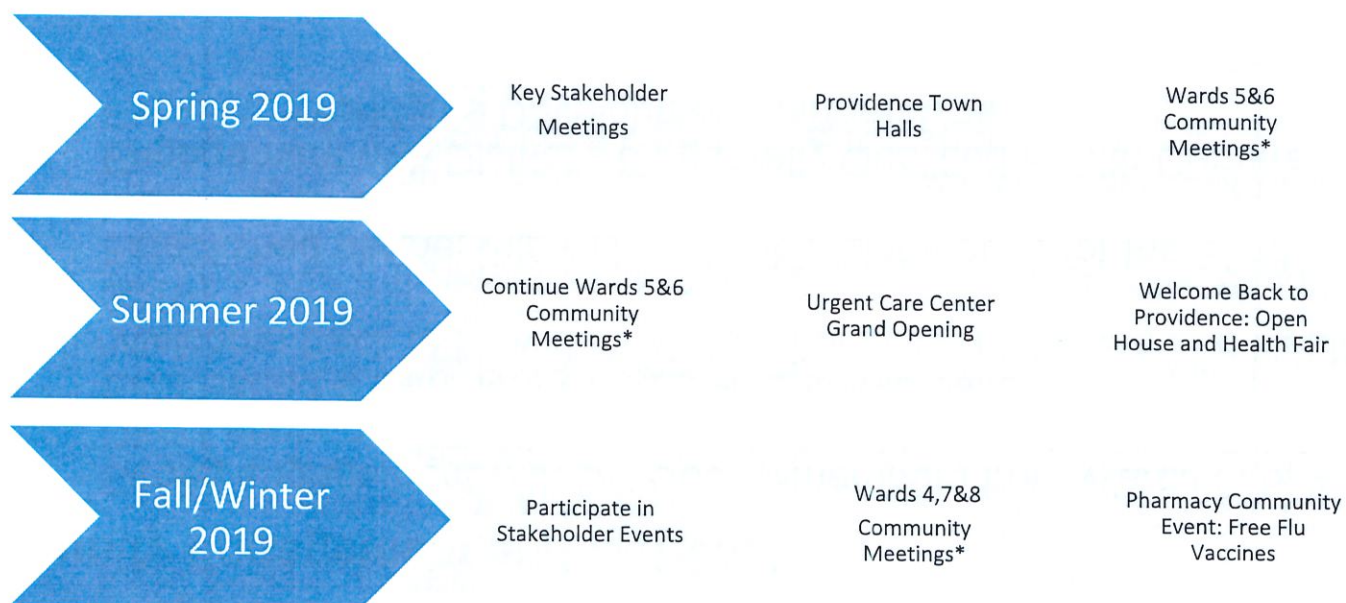 Spring 2019
Key Stakeholder
Meetings
Providence Town
Halls
Wards 5&6
Community
Meetings*
Summer 2019
Continue Wards 5&6
Community
Meetings*
Urgent Care Center
Grand Opening
Welcome Back to
Providence: Open
House and Health Fair
Fall/Winter
2019
Participate in
Stakeholder Events
Wards 4,7&8
Community
Meetings*
Pharmacy Community
Event: Free Flu
Vaccines